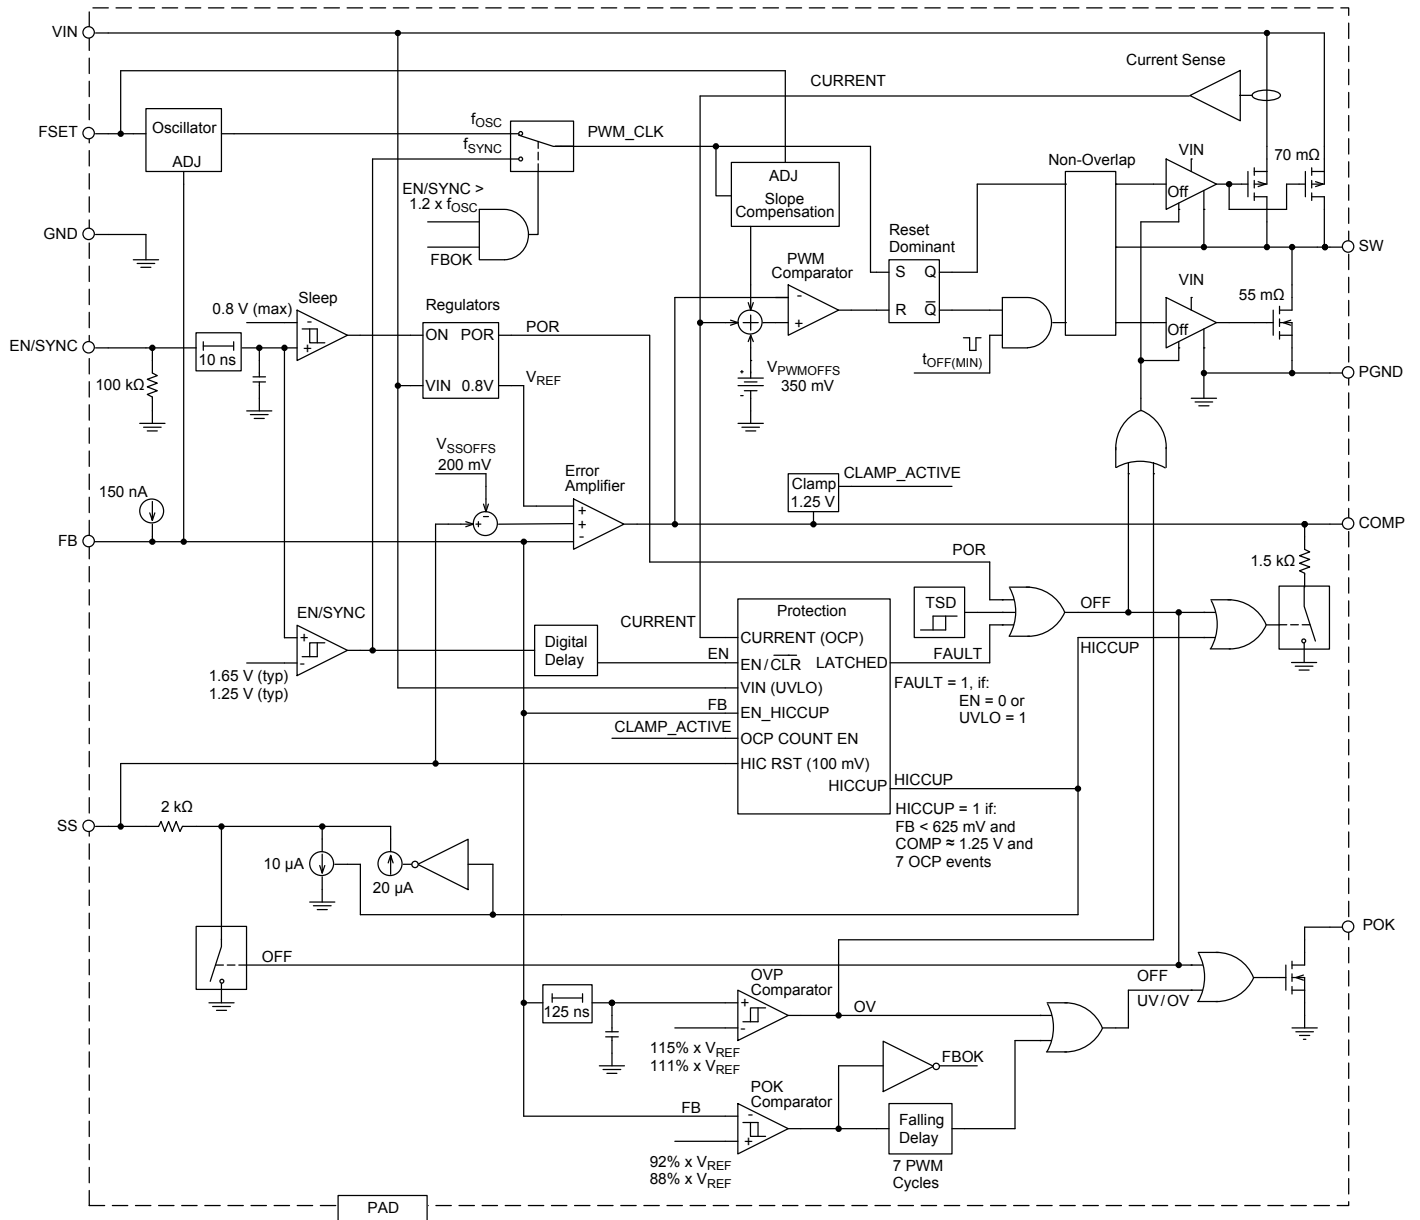 VIN
Current Sense
CURRENT
FSET
Oscillator
ADJ
fOSC
fSYNC
PWM_CLK
EN/SYNC >
1.2 x fOSC
FBOK
ADJ
Slope
Compensation
Non-Overlap
VIN
Off
70 mΩ
GND
Reset
Dominant
S Q
R Q̅
SW
PWM
Comparator
-
+
+
VIN
Off
55 mΩ
0.8 V (max)
Sleep
-
+
Regulators
ON POR
VIN 0.8V
POR
VREF
EN/SYNC
10 ns
100 kΩ
tOFF(MIN)
VPWMOFFS
350 mV
+
-
PGND
VSSOFFS
200 mV
-
+
Error
Amplifier
+
+
-
Clamp
1.25 V
CLAMP_ACTIVE
150 nA
FB
COMP
1.5 kΩ
POR
TSD
OFF
EN/SYNC
+
-
1.65 V (typ)
1.25 V (typ)
Digital
Delay
CURRENT
EN
FB
CLAMP_ACTIVE
Protection
CURRENT (OCP)
EN/C̅L̅R̅ LATCHED
VIN (UVLO)
EN_HICCUP
OCP COUNT EN
HIC RST (100 mV)
HICCUP
FAULT
FAULT = 1, if:
EN = 0 or
UVLO = 1
HICCUP
HICCUP
HICCUP = 1 if:
FB < 625 mV and
COMP ≈ 1.25 V and
7 OCP events
SS
2 kΩ
10 µA
20 µA
OFF
POK
OFF
UV/OV
OVP
Comparator
+
-
125 ns
115% x VREF
111% x VREF
OV
FBOK
POK
Comparator
FB
-
+
92% x VREF
88% x VREF
Falling
Delay
7 PWM
Cycles
PAD